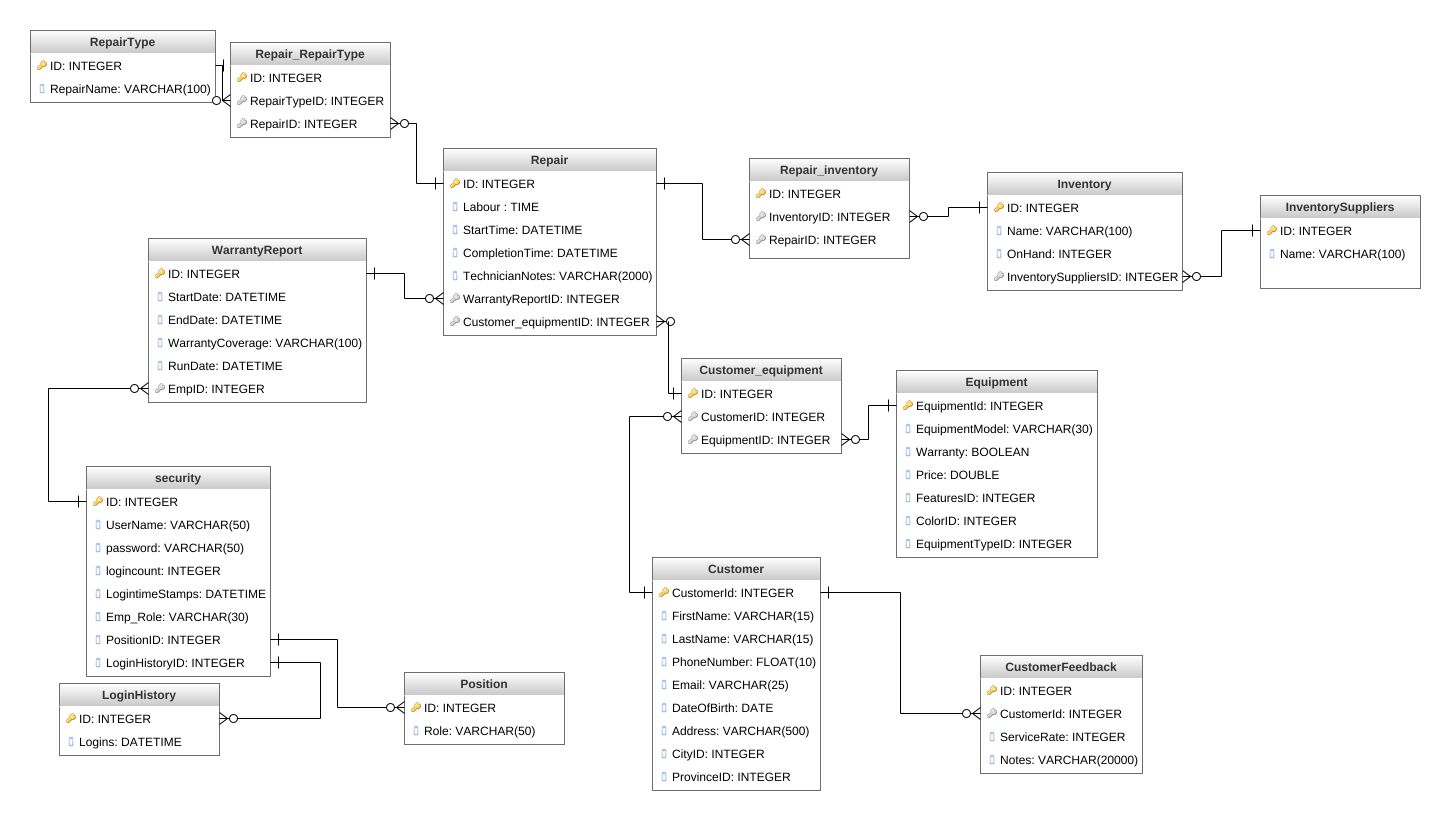 RepairType
ID: INTEGER
RepairName: VARCHAR(100)
Repair_RepairType
ID: INTEGER
RepairTypeID: INTEGER
RepairID: INTEGER
Repair
ID: INTEGER
Labour : TIME
StartTime: DATETIME
CompletionTime: DATETIME
TechnicianNotes: VARCHAR(2000)
WarrantyReportID: INTEGER
Customer_equipmentID: INTEGER
Repair_inventory
ID: INTEGER
InventoryID: INTEGER
RepairID: INTEGER
Inventory
ID: INTEGER
Name: VARCHAR(100)
OnHand: INTEGER
InventorySuppliersID: INTEGER
InventorySuppliers
ID: INTEGER
Name: VARCHAR(100)
WarrantyReport
ID: INTEGER
StartDate: DATETIME
EndDate: DATETIME
WarrantyCoverage: VARCHAR(100)
RunDate: DATETIME
EmpID: INTEGER
Customer_equipment
ID: INTEGER
CustomerID: INTEGER
EquipmentID: INTEGER
Equipment
EquipmentId: INTEGER
EquipmentModel: VARCHAR(30)
Warranty: BOOLEAN
Price: DOUBLE
FeaturesID: INTEGER
ColorID: INTEGER
EquipmentTypeID: INTEGER
security
ID: INTEGER
UserName: VARCHAR(50)
password: VARCHAR(50)
logincount: INTEGER
LogintimeStamps: DATETIME
Emp_Role: VARCHAR(30)
PositionID: INTEGER
LoginHistoryID: INTEGER
LoginHistory
ID: INTEGER
Logins: DATETIME
Position
ID: INTEGER
Role: VARCHAR(50)
Customer
CustomerId: INTEGER
FirstName: VARCHAR(15)
LastName: VARCHAR(15)
PhoneNumber: FLOAT(10)
Email: VARCHAR(25)
DateOfBirth: DATE
Address: VARCHAR(500)
CityID: INTEGER
ProvinceID: INTEGER
CustomerFeedback
ID: INTEGER
CustomerId: INTEGER
ServiceRate: INTEGER
Notes: VARCHAR(20000)